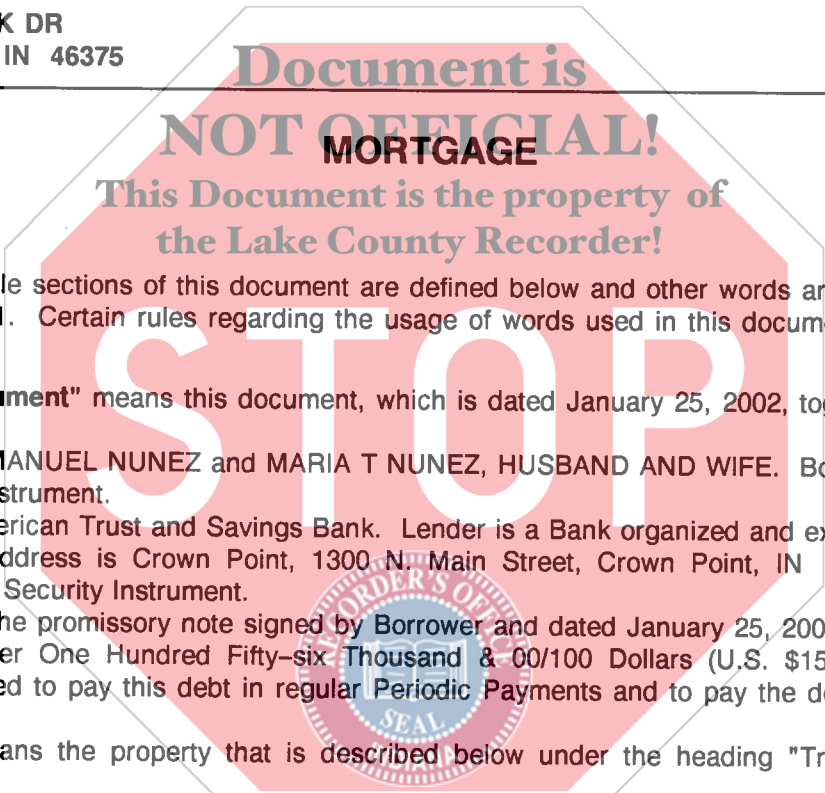 K DR
IN 46375
Document is
NOT OFFICIAL!
MORTGAGE
This Document is the property of
the Lake County Recorder!
le sections of this document are defined below and other words ar
. Certain rules regarding the usage of words used in this docum
ment" means this document, which is dated January 25, 2002, to
MANUEL NUNEZ and MARIA T NUNEZ, HUSBAND AND WIFE. Bo
strument.
erican Trust and Savings Bank. Lender is a Bank organized and ex
ddress is Crown Point, 1300 N. Main Street, Crown Point, IN
Security Instrument.
he promissory note signed by Borrower and dated January 25, 200
er One Hundred Fifty-six Thousand & 00/100 Dollars (U.S. $15
ed to pay this debt in regular Periodic Payments and to pay the d
ans the property that is described below under the heading "Tr
STOP
RECORDER'S OFFICE
SEAL
INDIANA